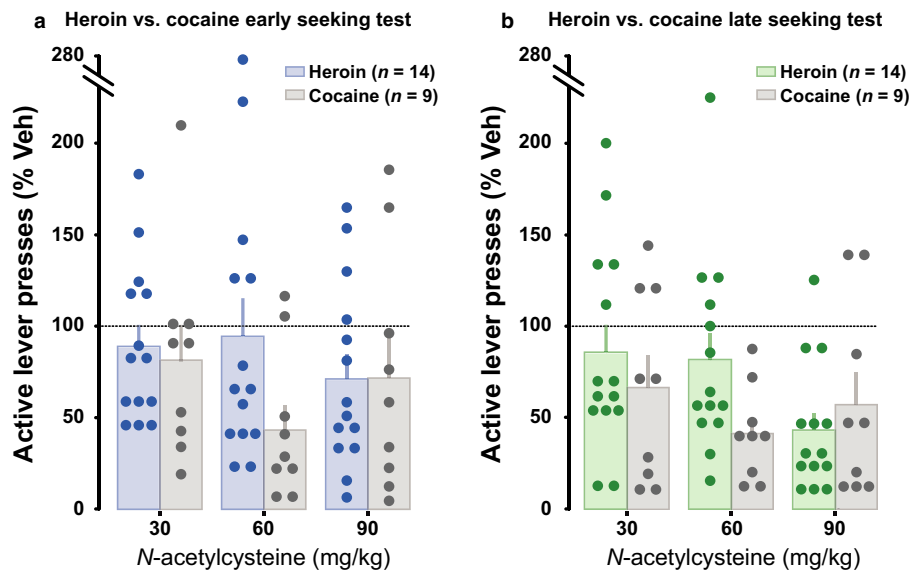 a Heroin vs. cocaine early seeking test
Active lever presses (% Veh)
280
200
150
100
50
0
Heroin (n = 14)
Cocaine (n = 9)
30 60 90
N-acetylcysteine (mg/kg)
b Heroin vs. cocaine late seeking test
Active lever presses (% Veh)
280
200
150
100
50
0
Heroin (n = 14)
Cocaine (n = 9)
30 60 90
N-acetylcysteine (mg/kg)